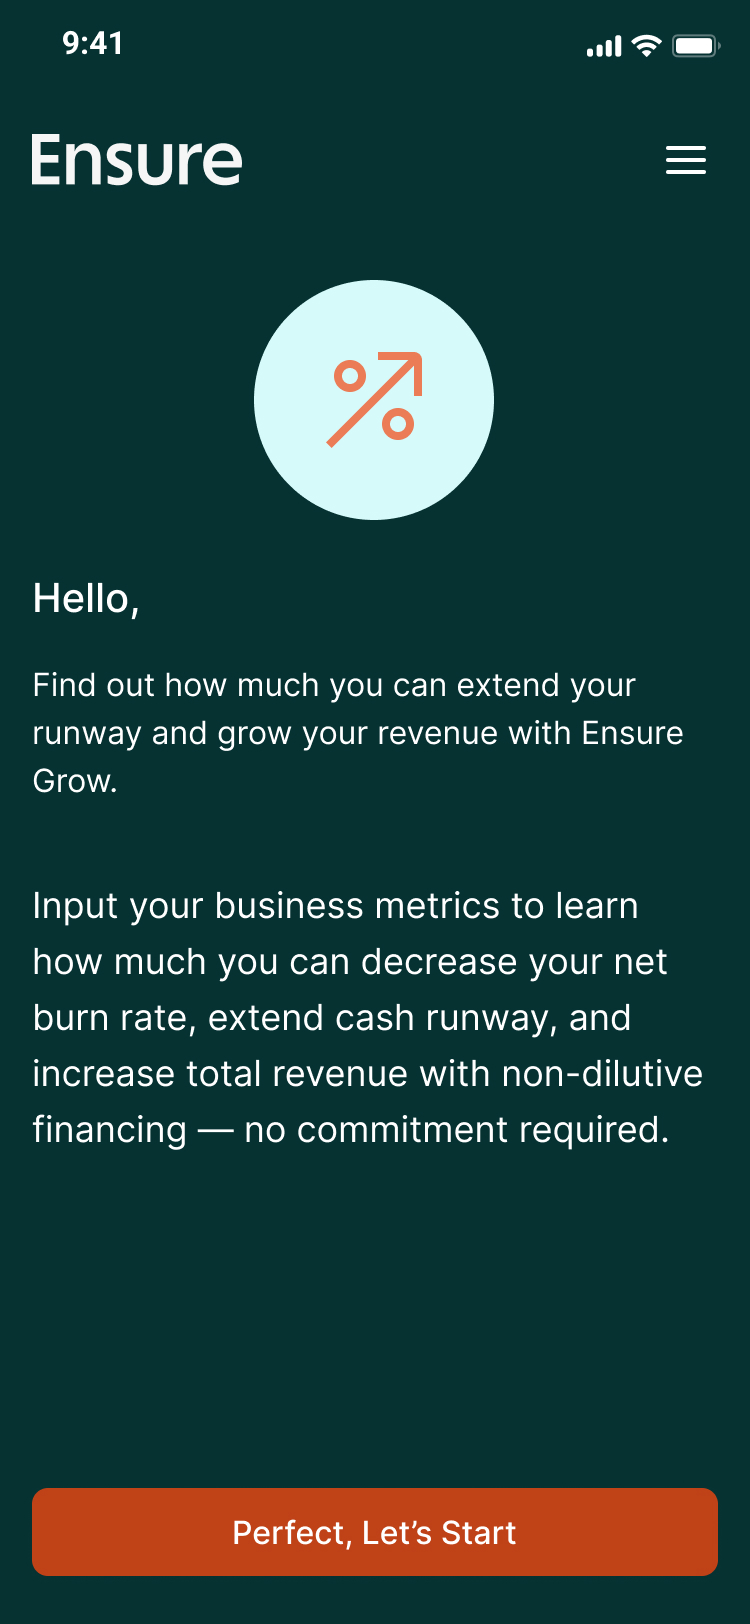 9:41
Ensure
Hello,
Find out how much you can extend your
runway and grow your revenue with Ensure
Grow.
Input your business metrics to learn
how much you can decrease your net
burn rate, extend cash runway, and
increase total revenue with non-dilutive
financing — no commitment required.
Perfect, Let’s Start